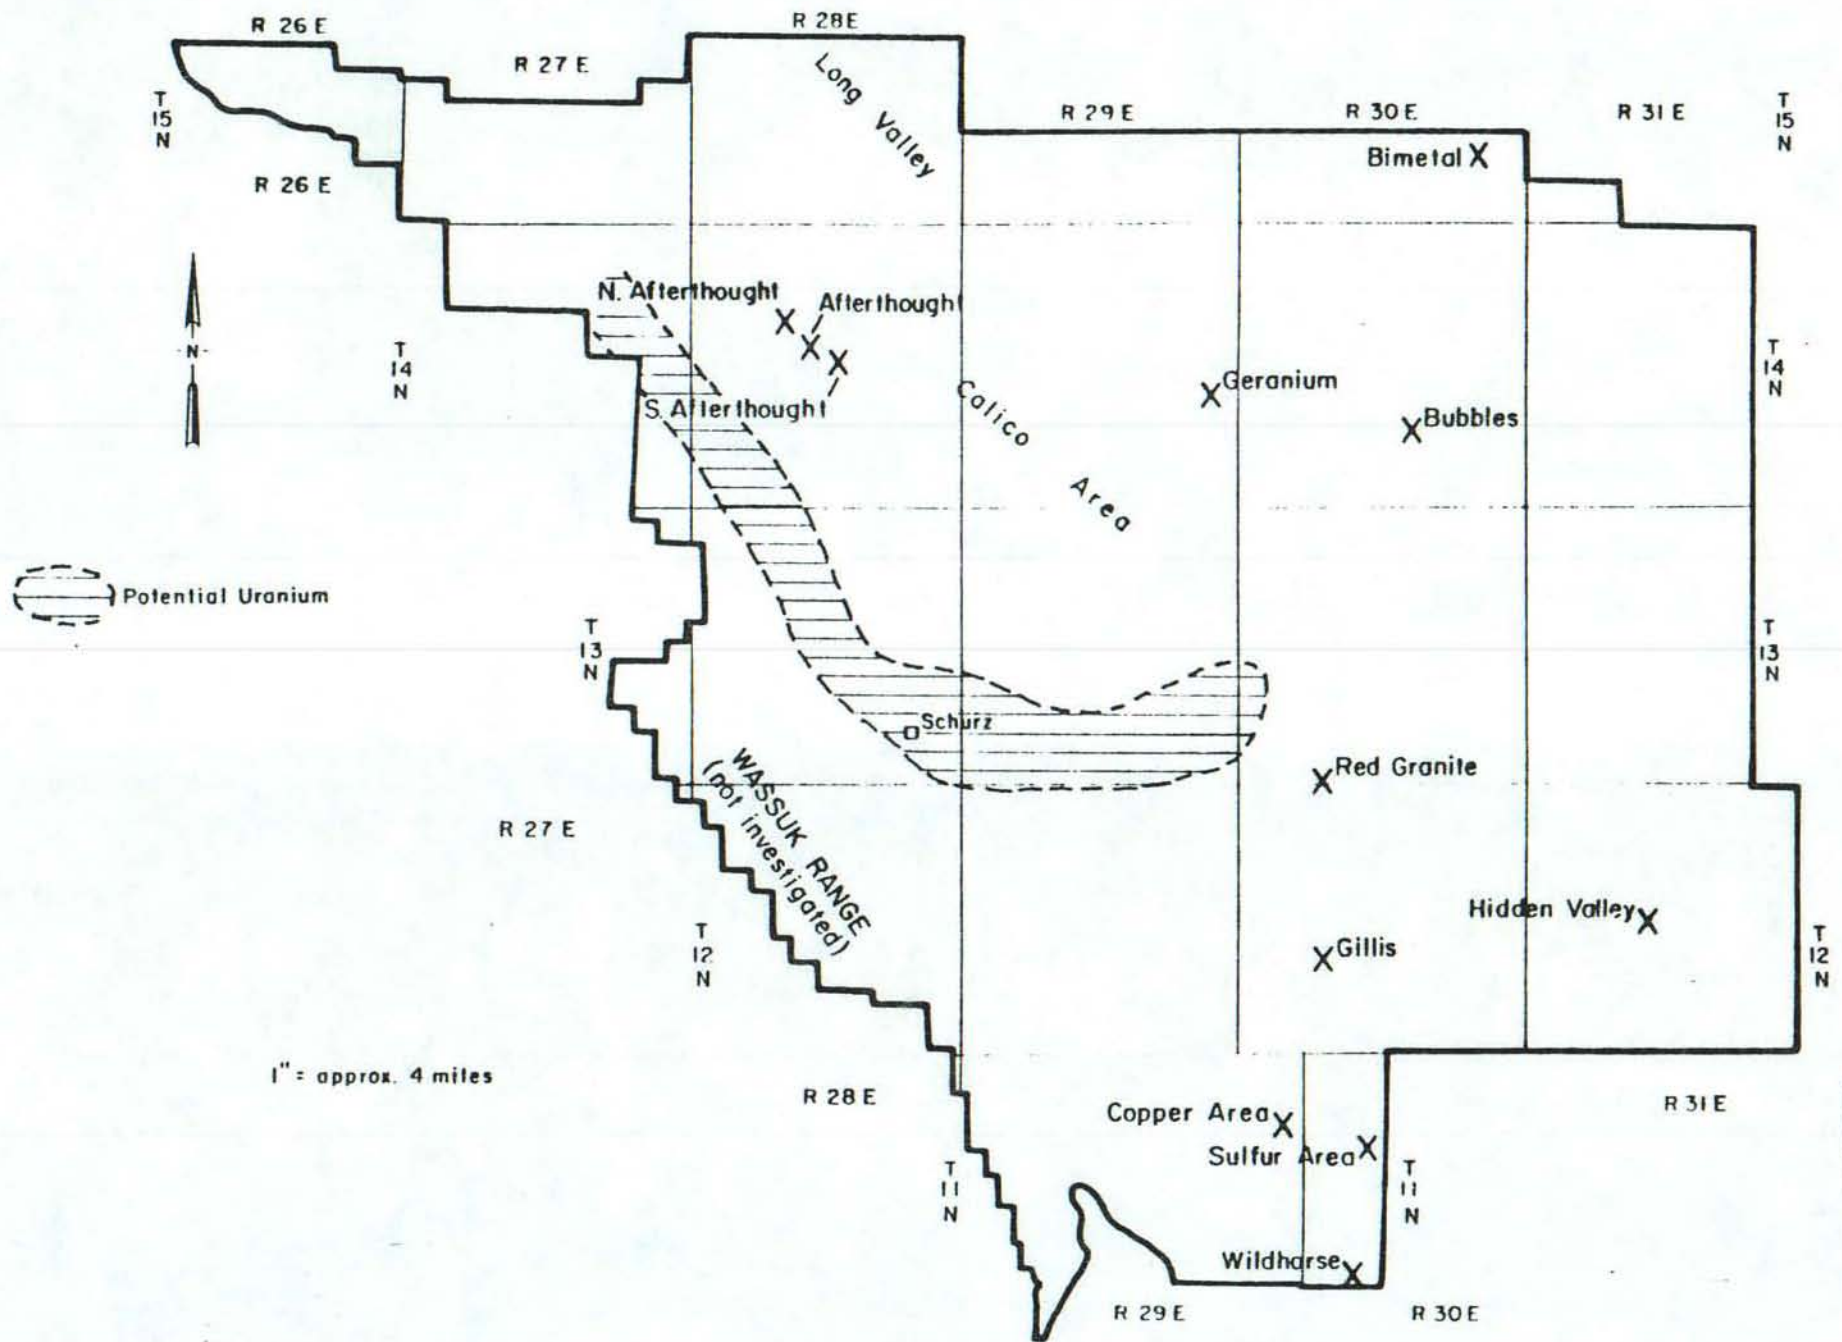 R 26 E
R 28 E
R 27 E
T
15
N
Long Valley
R 29 E
R 30 E
R 31 E
T
15
N
Bimetal
R 26 E
N. Afterthought
Afterthought
N
T
14
N
S. Afterthought
Calico Area
Geranium
Bubbles
T
14
N
Potential Uranium
T
13
N
T
13
N
Schurz
WASSUK RANGE
(not investigated)
Red Granite
R 27 E
Hidden Valley
T
12
N
Gillis
T
12
N
1" = approx. 4 miles
R 28 E
Copper Area
R 31 E
Sulfur Area
T
11
N
T
11
N
Wildharse
R 29 E
R 30 E